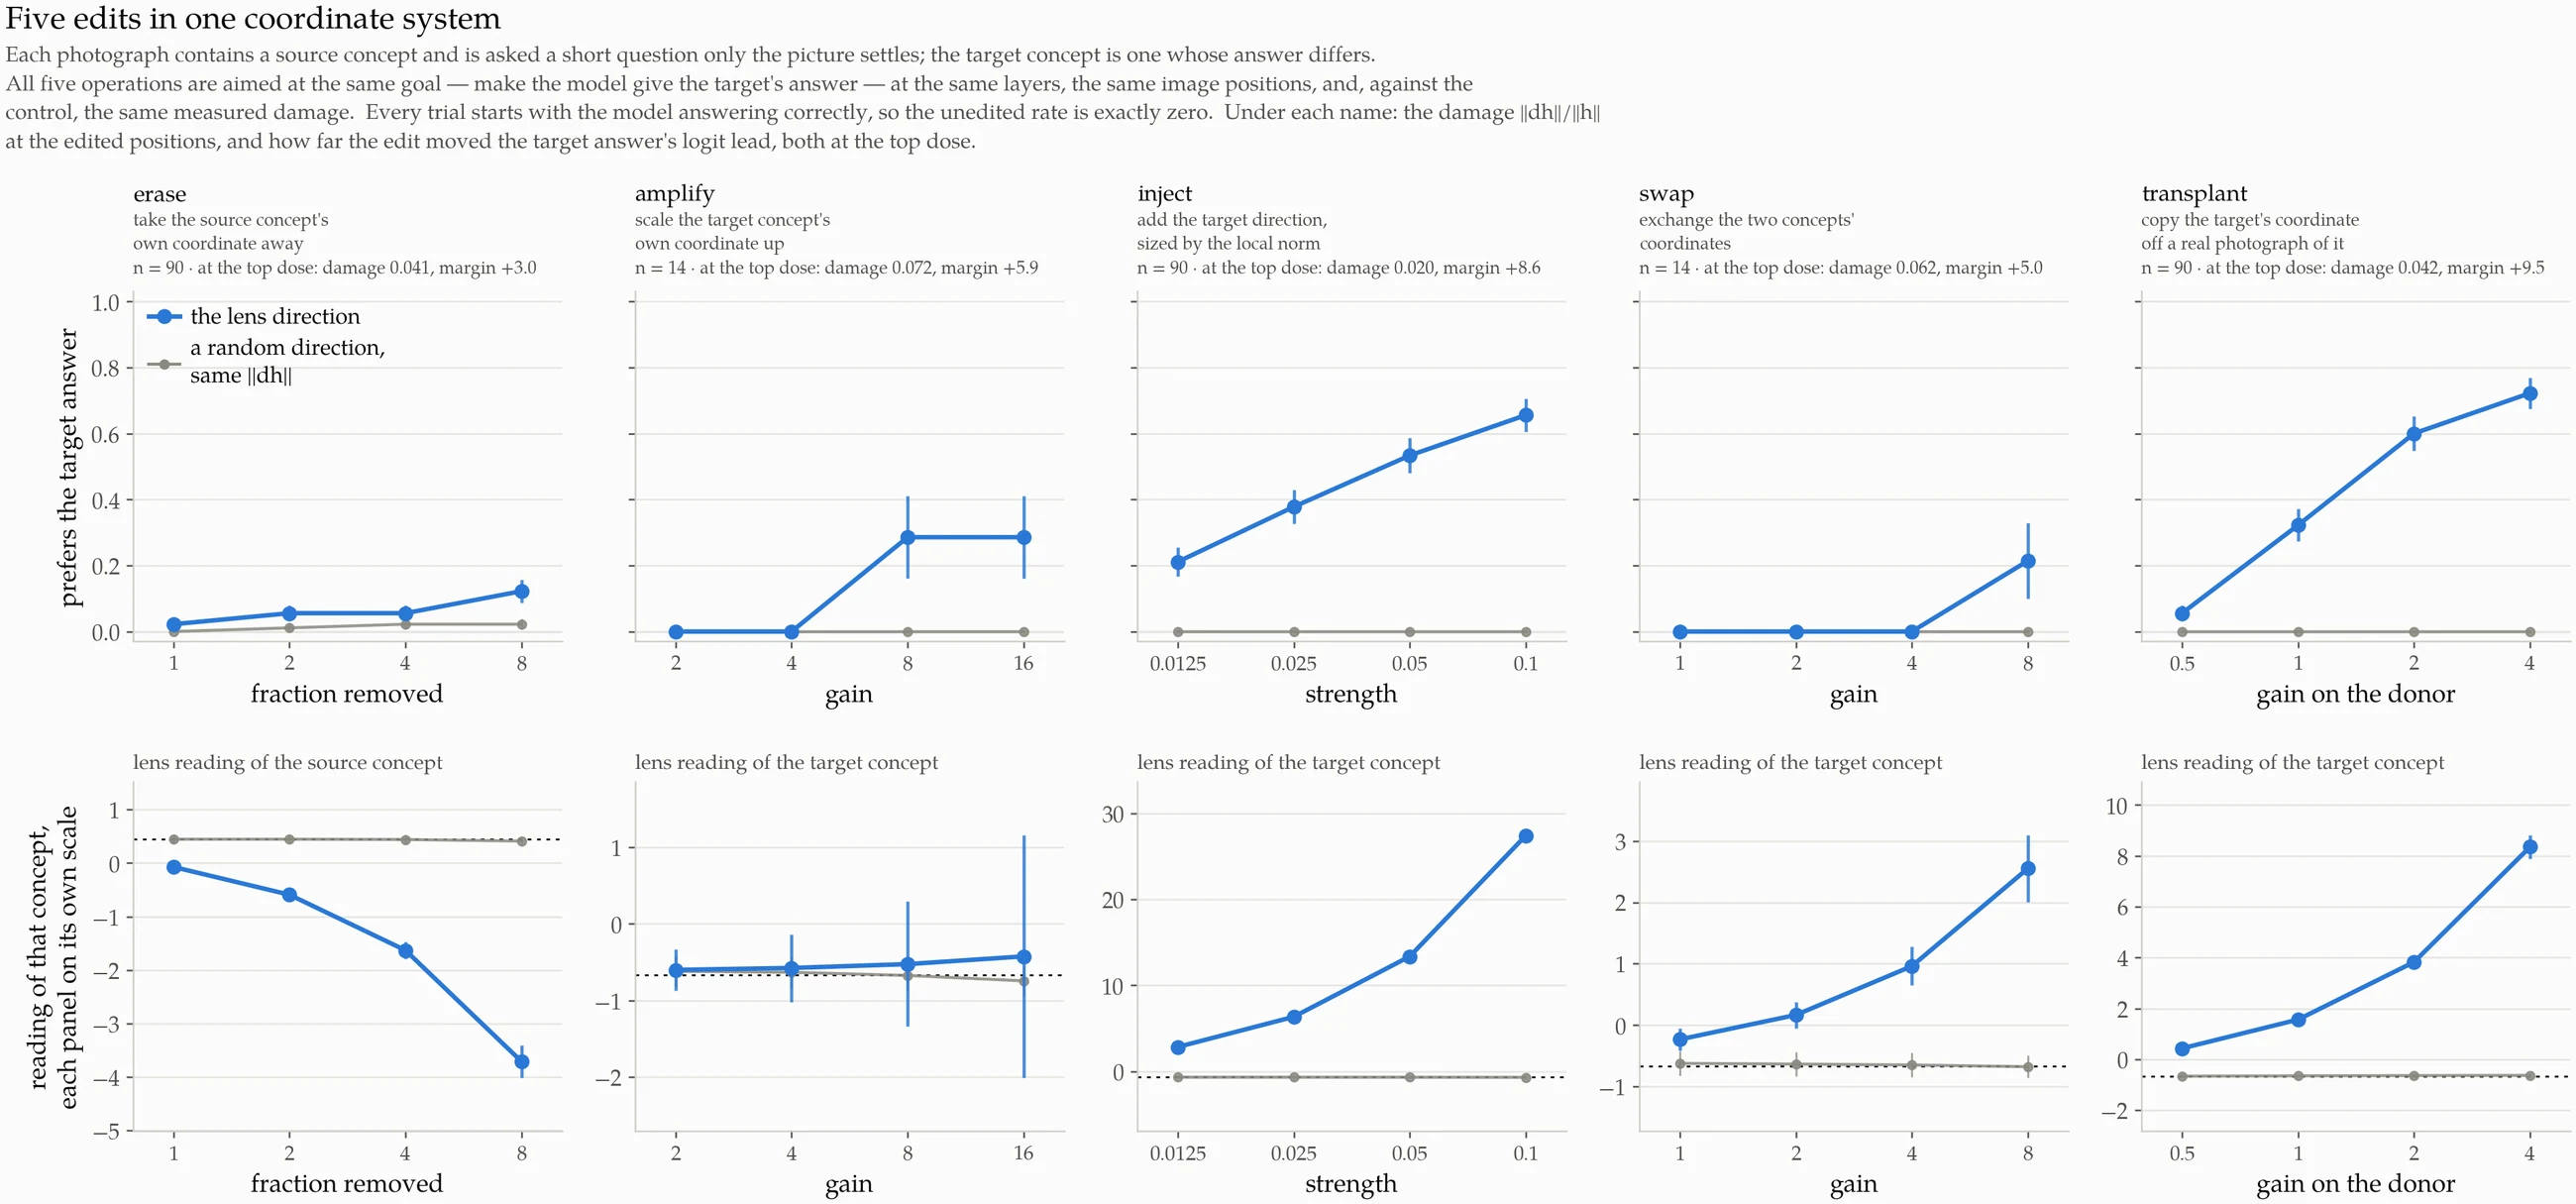 Five edits in one coordinate system
Each photograph contains a source concept and is asked a short question only the picture settles; the target concept is one whose answer differs.
All five operations are aimed at the same goal — make the model give the target's answer — at the same layers, the same image positions, and, against the
control, the same measured damage.  Every trial starts with the model answering correctly, so the unedited rate is exactly zero.  Under each name: the damage ||dh||/||h||
at the edited positions, and how far the edit moved the target answer's logit lead, both at the top dose.
erase
take the source concept's
own coordinate away
n = 90 · at the top dose: damage 0.041, margin +3.0
amplify
scale the target concept's
own coordinate up
n = 14 · at the top dose: damage 0.072, margin +5.9
inject
add the target direction,
sized by the local norm
n = 90 · at the top dose: damage 0.020, margin +8.6
swap
exchange the two concepts'
coordinates
n = 14 · at the top dose: damage 0.062, margin +5.0
transplant
copy the target's coordinate
off a real photograph of it
n = 90 · at the top dose: damage 0.042, margin +9.5
prefers the target answer
1.0
0.8
0.6
0.4
0.2
0.0
the lens direction
a random direction,
same ||dh||
1 2 4 8
fraction removed
2 4 8 16
gain
0.0125 0.025 0.05 0.1
strength
1 2 4 8
gain
0.5 1 2 4
gain on the donor
reading of that concept,
each panel on its own scale
lens reading of the source concept
1
0
−1
−2
−3
−4
−5
1 2 4 8
fraction removed
lens reading of the target concept
1
0
−1
−2
2 4 8 16
gain
lens reading of the target concept
30
20
10
0
0.0125 0.025 0.05 0.1
strength
lens reading of the target concept
3
2
1
0
−1
1 2 4 8
gain
lens reading of the target concept
10
8
6
4
2
0
−2
0.5 1 2 4
gain on the donor